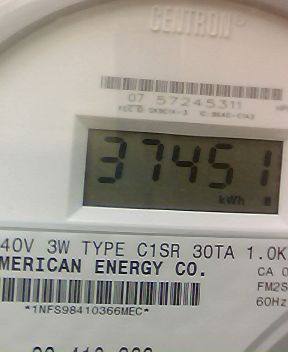 CENTRON®
07 57245311
37451
kWh
40V 3W TYPE C1SR 30TA 1.0K
MERICAN ENERGY CO.
CA 0
FM2S
60Hz
*1NFS98410366MEC*